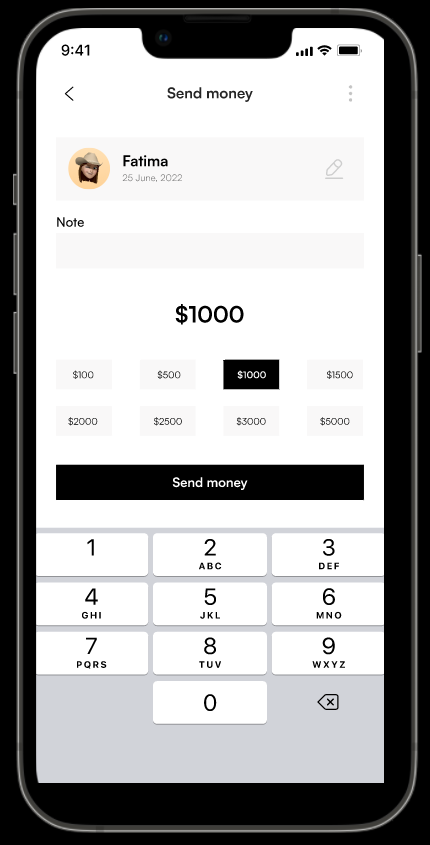 9:41
Send money
Fatima
25 June, 2022
Note
$1000
$100 $500 $1000 $1500
$2000 $2500 $3000 $5000
Send money
1 2 3
ABC DEF
4 5 6
GHI JKL MNO
7 8 9
PQRS TUV WXYZ
0